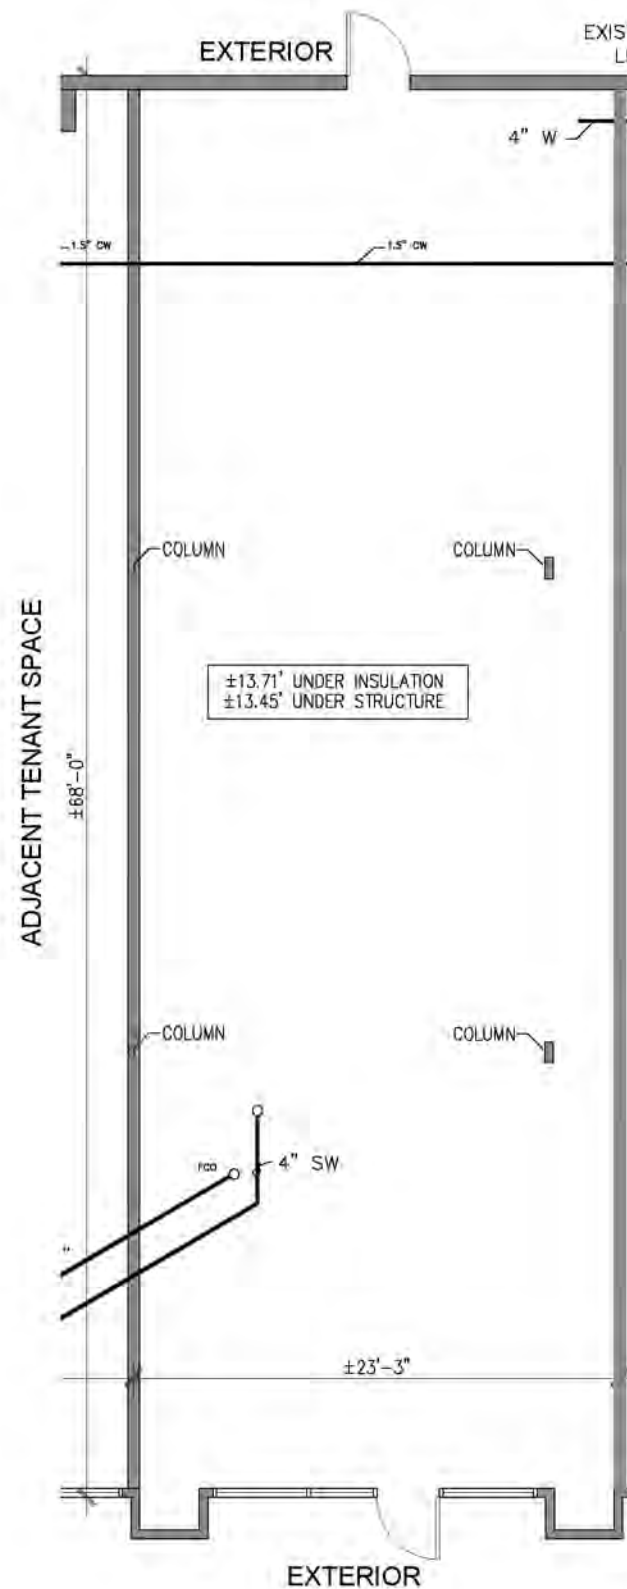 EXTERIOR
EXIS
4" W
1.5" CW
1.5" CW
COLUMN
COLUMN
±13.71' UNDER INSULATION
±13.45' UNDER STRUCTURE
ADJACENT TENANT SPACE
±68'-0"
COLUMN
COLUMN
FCO
4" SW
±23'-3"
EXTERIOR